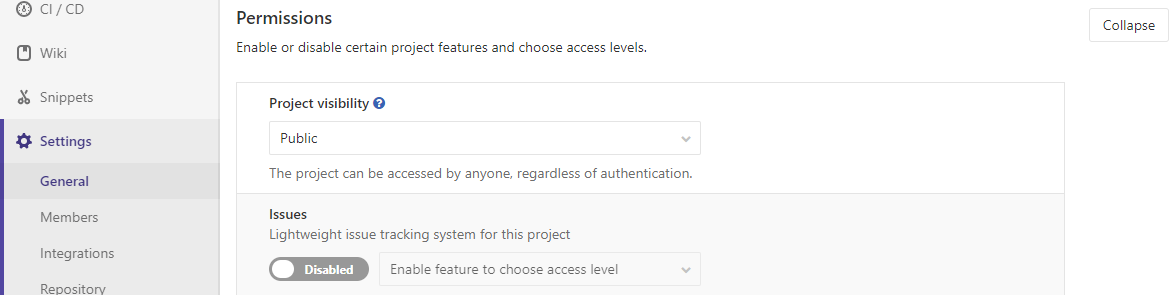 CI / CD
Wiki
Snippets
Settings
General
Members
Integrations
Repository
Permissions
Collapse
Enable or disable certain project features and choose access levels.
Project visibility
Public
The project can be accessed by anyone, regardless of authentication.
Issues
Lightweight issue tracking system for this project
Disabled
Enable feature to choose access level